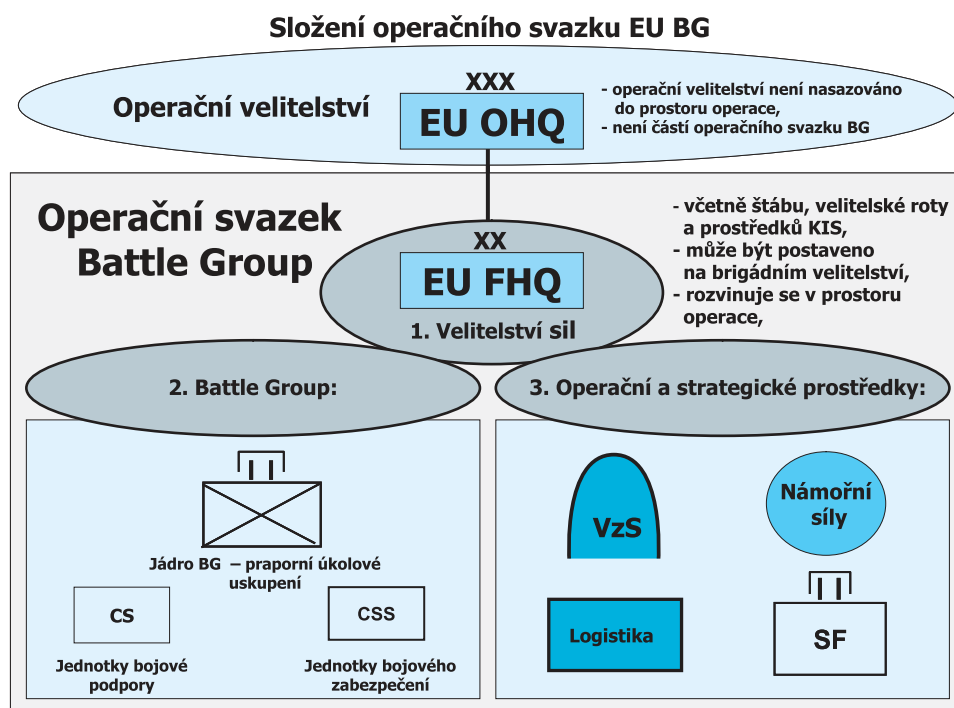 Složení operačního svazku EU BG
XXX
Operační velitelství
EU OHQ
- operační velitelství není nasazováno
do prostoru operace,
- není částí operačního svazku BG
Operační svazek
Battle Group
XX
EU FHQ
1. Velitelství sil
- včetně štábu, velitelské roty
a prostředků KIS,
- může být postaveno
na brigádním velitelství,
- rozvinuje se v prostoru
operace,
2. Battle Group:
3. Operační a strategické prostředky:
Jádro BG – praporní úkolové
uskupení
CS
CSS
Jednotky bojové
podpory
Jednotky bojového
zabezpečení
VzS
Námořní
síly
Logistika
SF